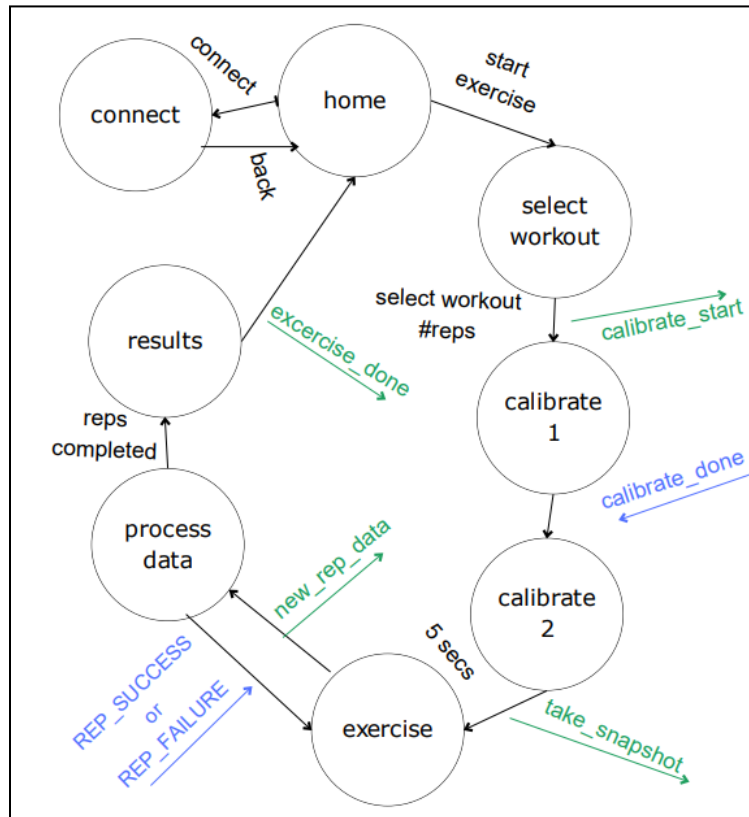 connect
home
connect
back
start
exercise
select
workout
select workout
#reps
calibrate_start
results
excercise_done
calibrate
1
reps
completed
calibrate_done
process
data
new_rep_data
calibrate
2
5 secs
REP_SUCCESS
or
REP_FAILURE
exercise
take_snapshot